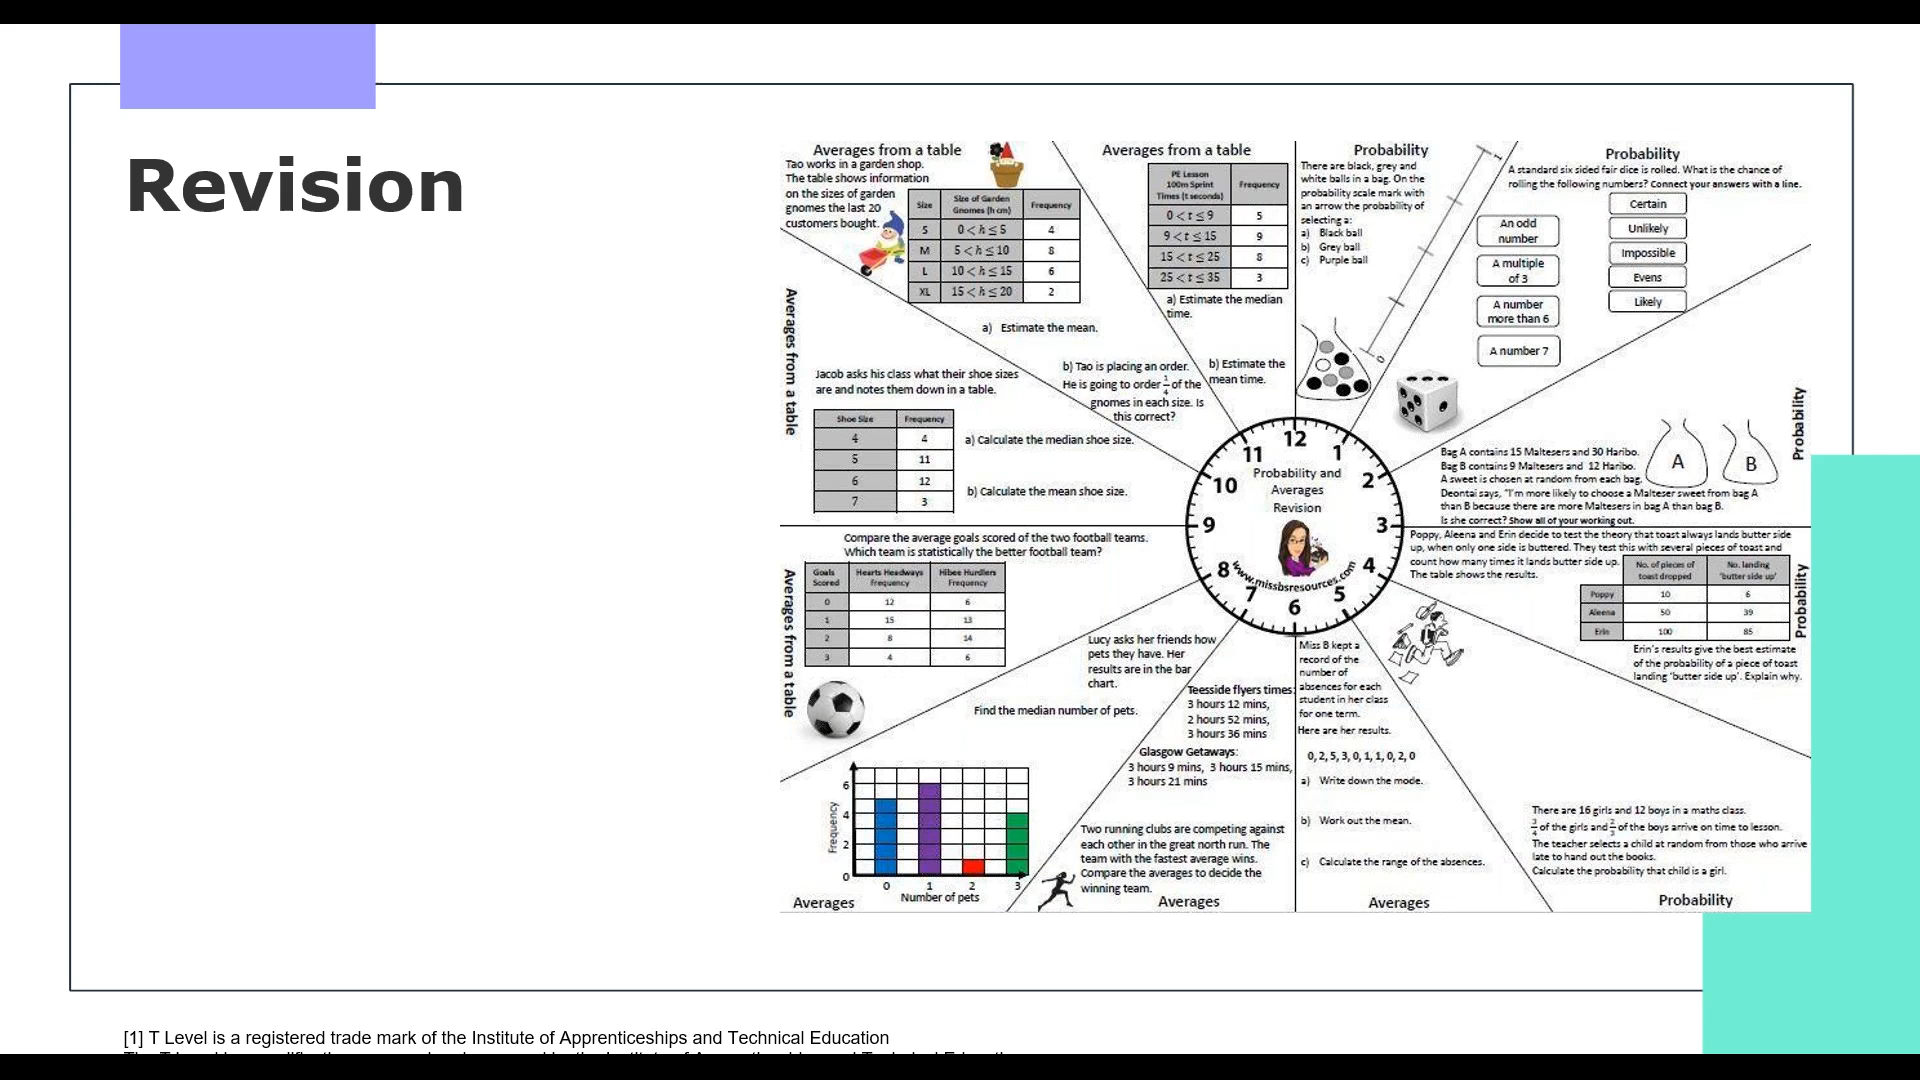 Revision
Averages from a table
Tao works in a garden shop.
The table shows information
on the sizes of garden
gnomes the last 20
customers bought.
Size Size of Garden Gnomes (h cm) Frequency
S 0 < h ≤ 5 4
M 5 < h ≤ 10 8
L 10 < h ≤ 15 6
XL 15 < h ≤ 20 2
a) Estimate the mean.
b) Tao is placing an order.
He is going to order 1/4 of the
gnomes in each size. Is
this correct?
Averages from a table
PE Lesson 100m Sprint Times (t seconds) Frequency
0 < t ≤ 9 5
9 < t ≤ 15 9
15 < t ≤ 25 8
25 < t ≤ 35 3
a) Estimate the median
time.
b) Estimate the
mean time.
Probability
There are black, grey and
white balls in a bag. On the
probability scale mark with
an arrow the probability of
selecting a:
a) Black ball
b) Grey ball
c) Purple ball
1
0
Probability
A standard six sided fair dice is rolled. What is the chance of
rolling the following numbers? Connect your answers with a line.
An odd
number
A multiple
of 3
A number
more than 6
A number 7
Certain
Unlikely
Impossible
Evens
Likely
Probability
Bag A contains 15 Maltesers and 30 Haribo.
Bag B contains 9 Maltesers and 12 Haribo.
A sweet is chosen at random from each bag.
Deontai says, "I'm more likely to choose a Malteser sweet from bag A
than B because there are more Maltesers in bag A than bag B.
Is she correct? Show all of your working out.
A
B
Poppy, Aleena and Erin decide to test the theory that toast always lands butter side
up, when only one side is buttered. They test this with several pieces of toast and
count how many times it lands butter side up.
The table shows the results.
No. of pieces of toast dropped No. landing 'butter side up'
Poppy 10 6
Aleena 50 39
Erin 100 85
Erin's results give the best estimate
of the probability of a piece of toast
landing 'butter side up'. Explain why.
Probability
There are 16 girls and 12 boys in a maths class.
3/4 of the girls and 2/3 of the boys arrive on time to lesson.
The teacher selects a child at random from those who arrive
late to hand out the books.
Calculate the probability that child is a girl.
Probability
Miss B kept a
record of the
number of
absences for each
student in her class
for one term.
Here are her results.
0, 2, 5, 3, 0, 1, 1, 0, 2, 0
a) Write down the mode.
b) Work out the mean.
c) Calculate the range of the absences.
Averages
Teesside flyers times:
3 hours 12 mins,
2 hours 52 mins,
3 hours 36 mins
Glasgow Getaways:
3 hours 9 mins, 3 hours 15 mins,
3 hours 21 mins
Two running clubs are competing against
each other in the great north run. The
team with the fastest average wins.
Compare the averages to decide the
winning team.
Averages
Lucy asks her friends how
pets they have. Her
results are in the bar
chart.
Find the median number of pets.
Frequency
6
4
2
0
0 1 2 3
Number of pets
Averages
Compare the average goals scored of the two football teams.
Which team is statistically the better football team?
Goals Scored Hearts Headways Frequency Hibee Hurdlers Frequency
0 12 6
1 15 13
2 8 14
3 4 6
Averages from a table
Averages from a table
Jacob asks his class what their shoe sizes
are and notes them down in a table.
Shoe Size Frequency
4 4
5 11
6 12
7 3
a) Calculate the median shoe size.
b) Calculate the mean shoe size.
12
1
2
3
4
5
6
7
8
9
10
11
Probability and
Averages
Revision
www.missbsresources.com
[1] T Level is a registered trade mark of the Institute of Apprenticeships and Technical Education